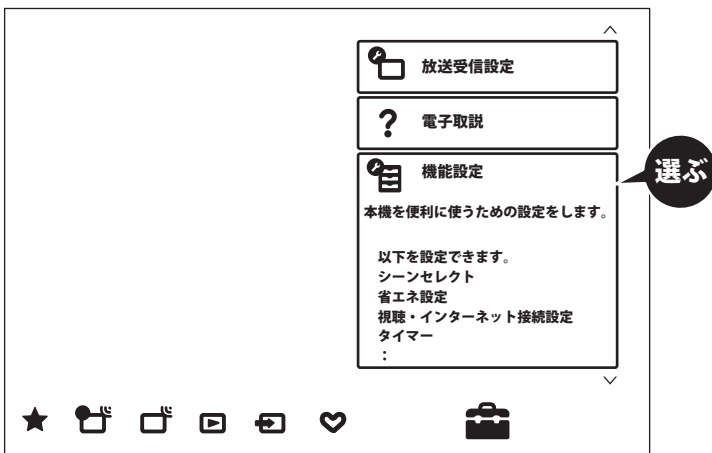 放送受信設定
電子取説
機能設定
選ぶ
本機を便利に使うための設定をします。
以下を設定できます。
シーンセレクト
省エネ設定
視聴・インターネット接続設定
タイマー
：